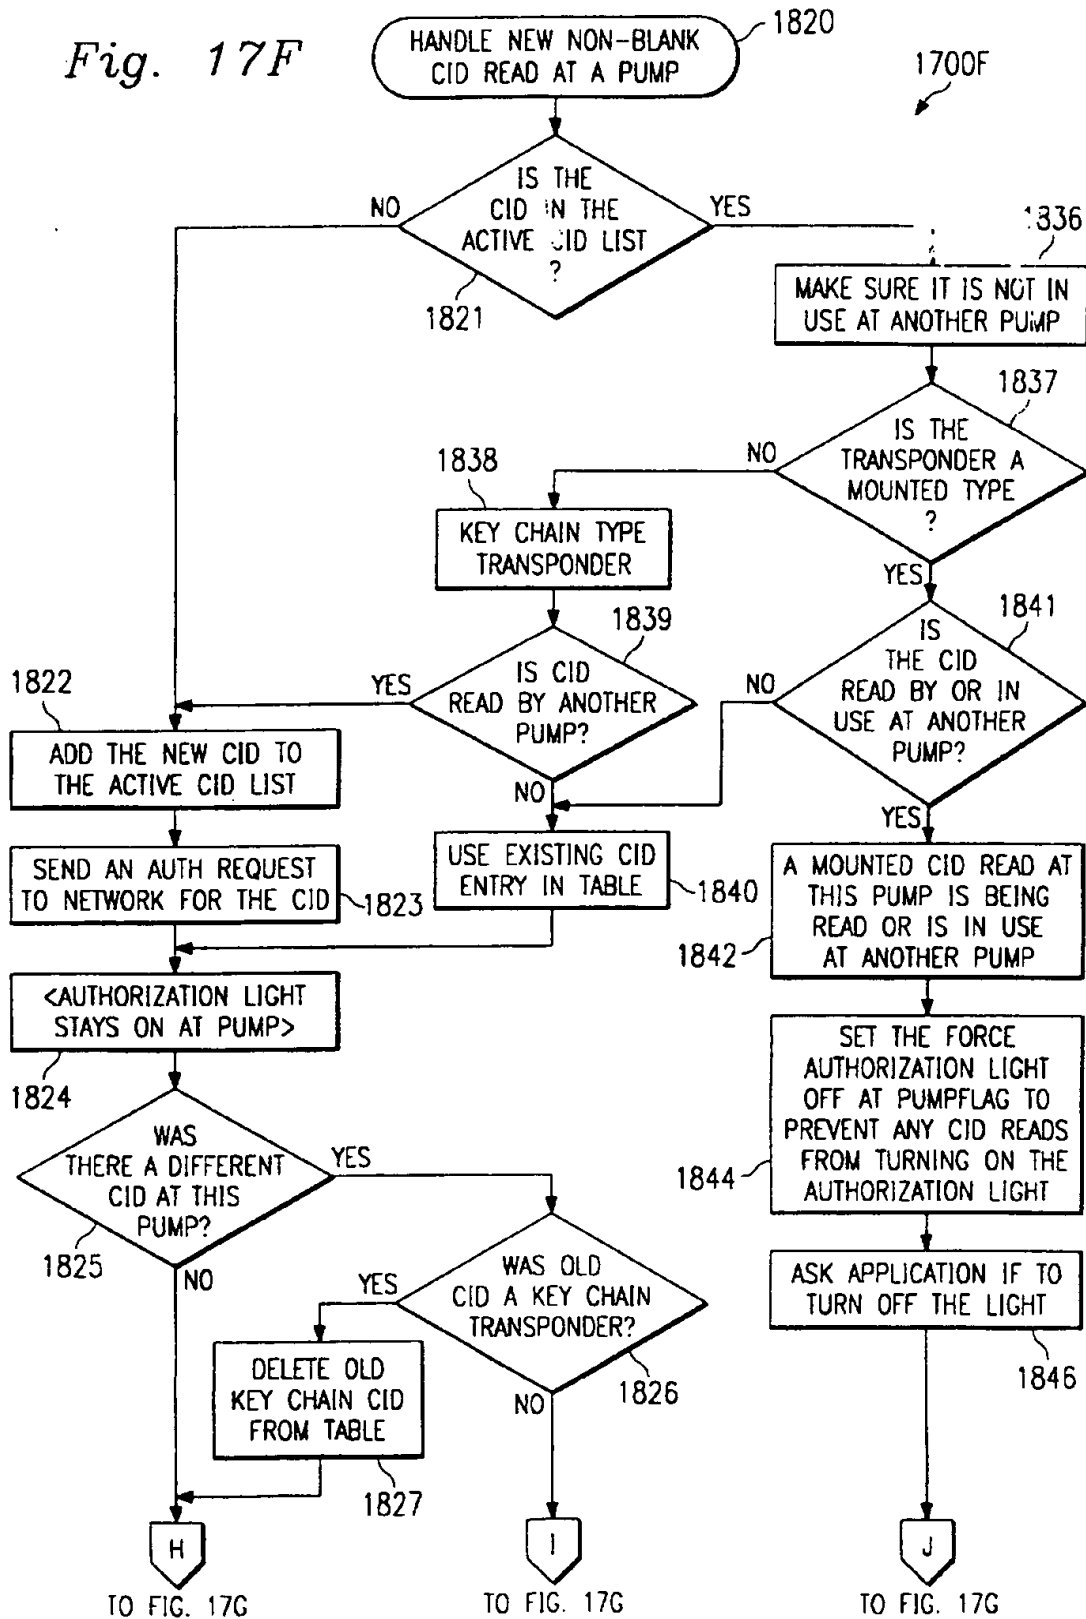 Fig. 17F
HANDLE NEW NON-BLANK
CID READ AT A PUMP
1820
1700F
IS THE
CID IN THE
ACTIVE CID LIST
?
NO
YES
1821
1336
MAKE SURE IT IS NOT IN
USE AT ANOTHER PUMP
1837
IS THE
TRANSPONDER A
MOUNTED TYPE
?
NO
YES
1838
KEY CHAIN TYPE
TRANSPONDER
1839
IS CID
READ BY ANOTHER
PUMP?
YES
NO
1841
IS
THE CID
READ BY OR IN
USE AT ANOTHER
PUMP?
NO
YES
1822
ADD THE NEW CID TO
THE ACTIVE CID LIST
SEND AN AUTH REQUEST
TO NETWORK FOR THE CID
1823
USE EXISTING CID
ENTRY IN TABLE
1840
A MOUNTED CID READ AT
THIS PUMP IS BEING
READ OR IS IN USE
AT ANOTHER PUMP
1842
<AUTHORIZATION LIGHT
STAYS ON AT PUMP>
1824
SET THE FORCE
AUTHORIZATION LIGHT
OFF AT PUMPFLAG TO
PREVENT ANY CID READS
FROM TURNING ON THE
AUTHORIZATION LIGHT
1844
WAS
THERE A DIFFERENT
CID AT THIS
PUMP?
YES
1825
NO
WAS OLD
CID A KEY CHAIN
TRANSPONDER?
YES
1826
NO
ASK APPLICATION IF TO
TURN OFF THE LIGHT
1846
DELETE OLD
KEY CHAIN CID
FROM TABLE
1827
H
I
J
TO FIG. 17G
TO FIG. 17G
TO FIG. 17G